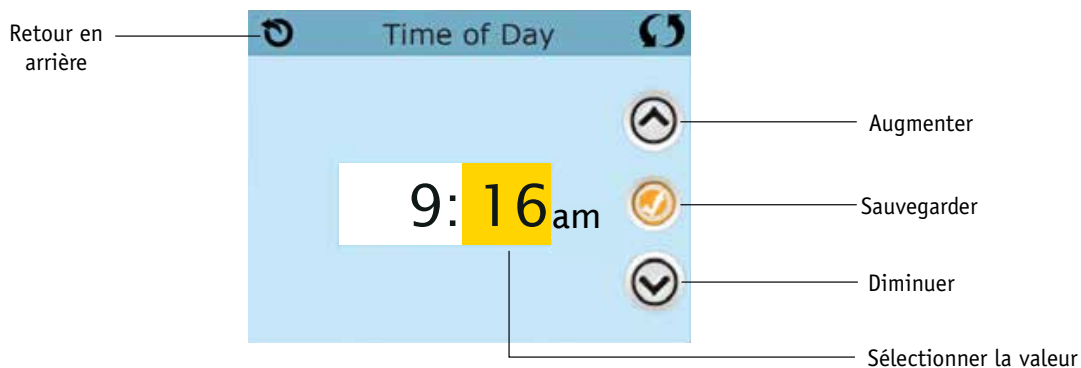 Retour en
arrière
Time of Day
Augmenter
9:16am
Sauvegarder
Diminuer
Sélectionner la valeur